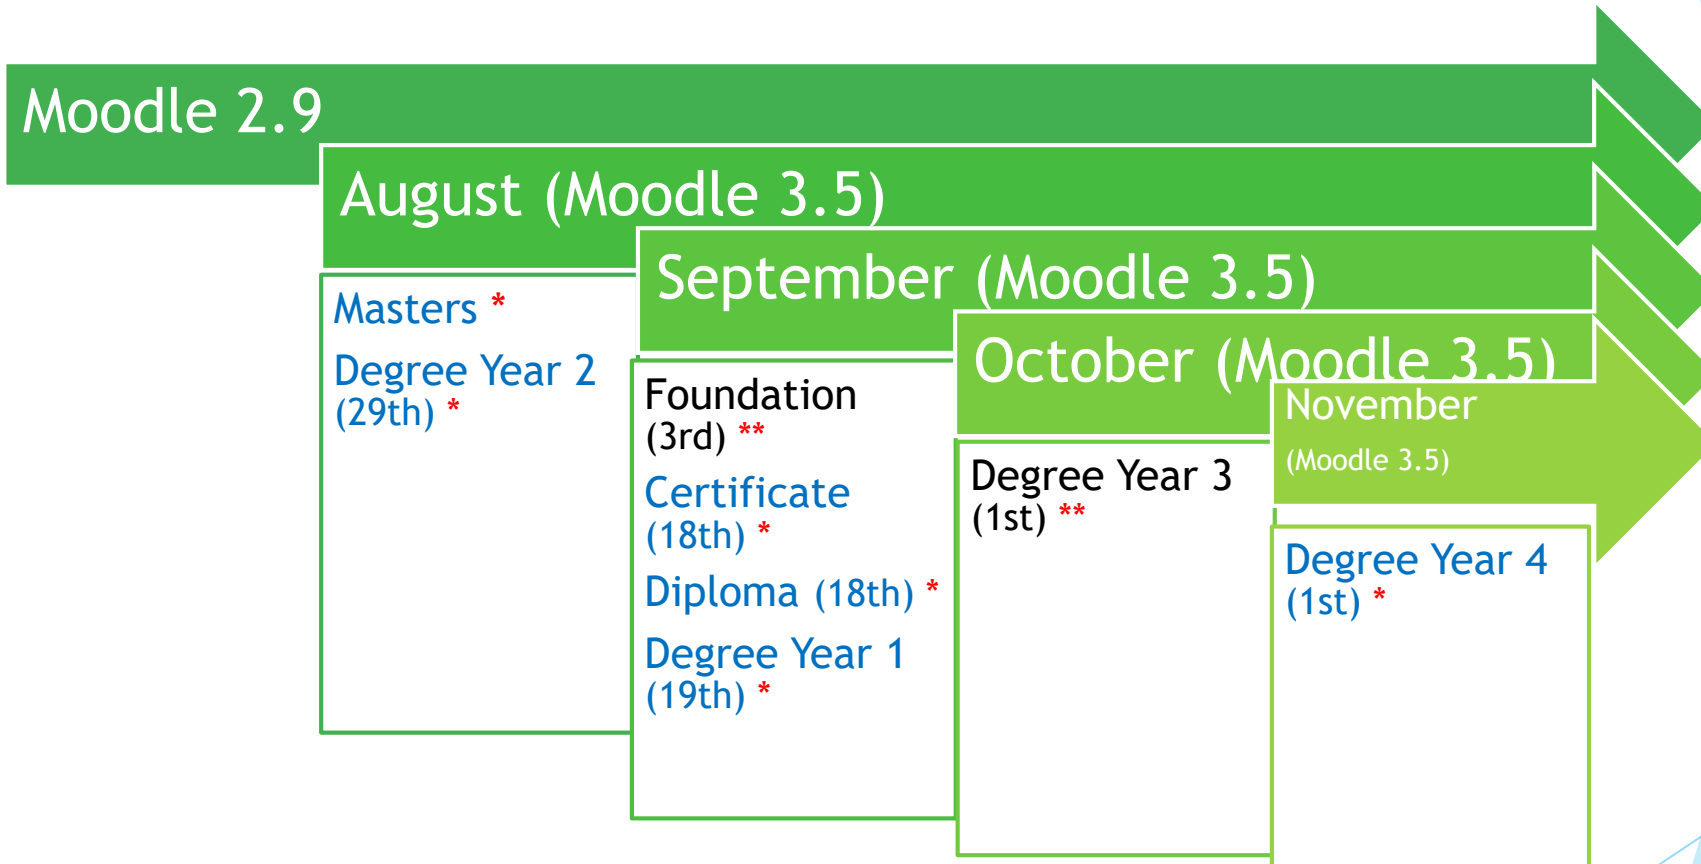 Moodle 2.9
August (Moodle 3.5)
Masters *
Degree Year 2
(29th) *
September (Moodle 3.5)
Foundation
(3rd) **
Certificate
(18th) *
Diploma (18th) *
Degree Year 1
(19th) *
October (Moodle 3.5)
Degree Year 3
(1st) **
November
(Moodle 3.5)
Degree Year 4
(1st) *